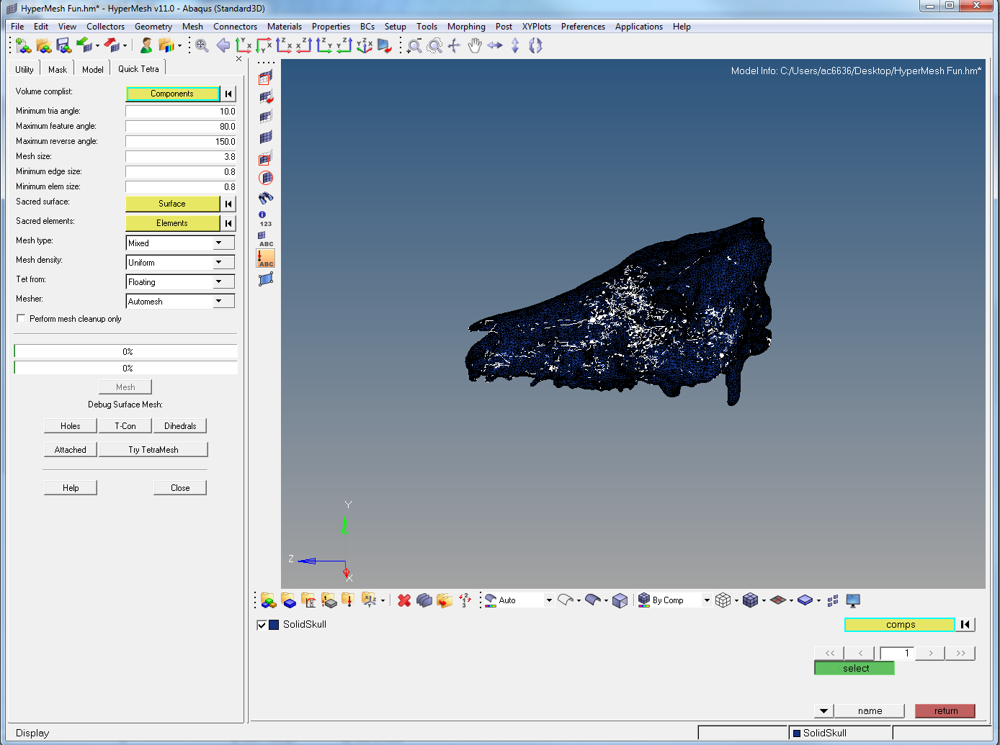 HyperMesh Fun.hm* - HyperMesh v11.0 - Abaqus (Standard3D)
File Edit View Collectors Geometry Mesh Connectors Materials Properties BCs Setup Tools Morphing Post XYPlots Preferences Applications Help
Utility Mask Model Quick Tetra
Model Info: C:/Users/ac6636/Desktop/HyperMesh Fun.hm*
Volume complist: Components
Minimum tria angle: 10.0
Maximum feature angle: 80.0
Maximum reverse angle: 150.0
Mesh size: 3.8
Minimum edge size: 0.8
Minimum elem size: 0.8
Sacred surface: Surface
Sacred elements: Elements
Mesh type: Mixed
Mesh density: Uniform
Tet from: Floating
Mesher: Automesh
Perform mesh cleanup only
0%
0%
Mesh
Debug Surface Mesh:
Holes T-Con Dihedrals
Attached Try TetraMesh
Help Close
123
ABC
ABC
Y
Z
X
Auto By Comp
SolidSkull
comps
<< < 1 > >>
select
name return
Display SolidSkull